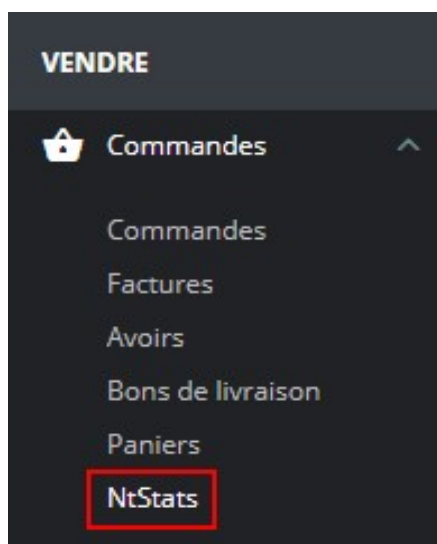 VENDRE
Commandes
Commandes
Factures
Avoirs
Bons de livraison
Paniers
NtStats